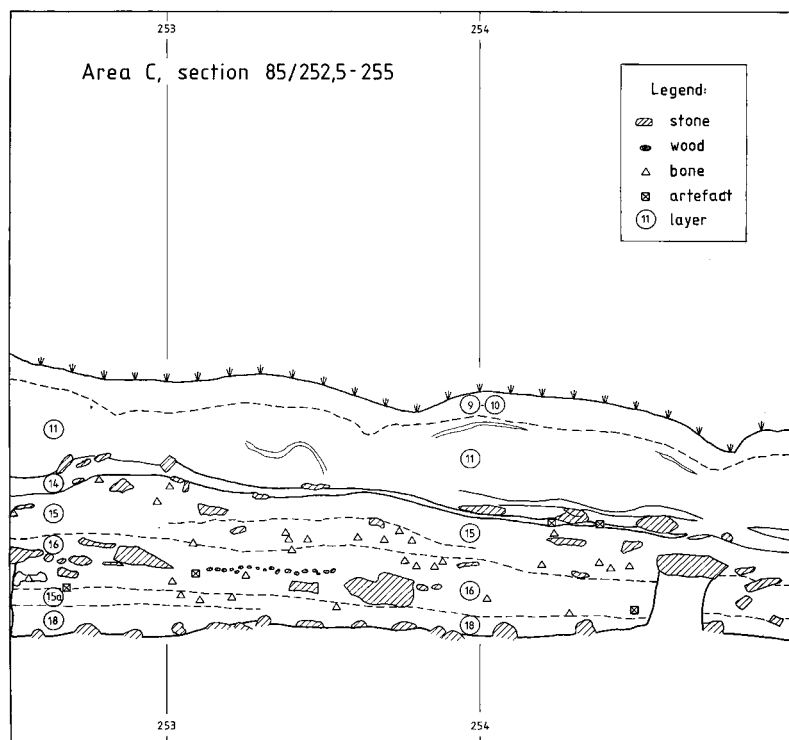 253 254
Area C, section 85/252,5-255
Legend:
stone
wood
bone
artefact
11 layer
9 - 10
11
11
14
15
15
16
16
15a
18
18
253 254